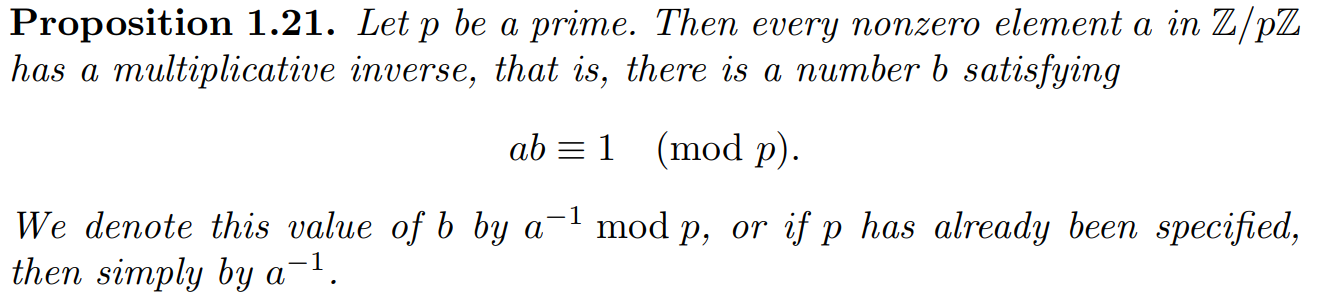 Proposition 1.21. Let p be a prime. Then every nonzero element a in ℤ/pℤ
has a multiplicative inverse, that is, there is a number b satisfying
ab ≡ 1 (mod p).
We denote this value of b by a⁻¹ mod p, or if p has already been specified,
then simply by a⁻¹.